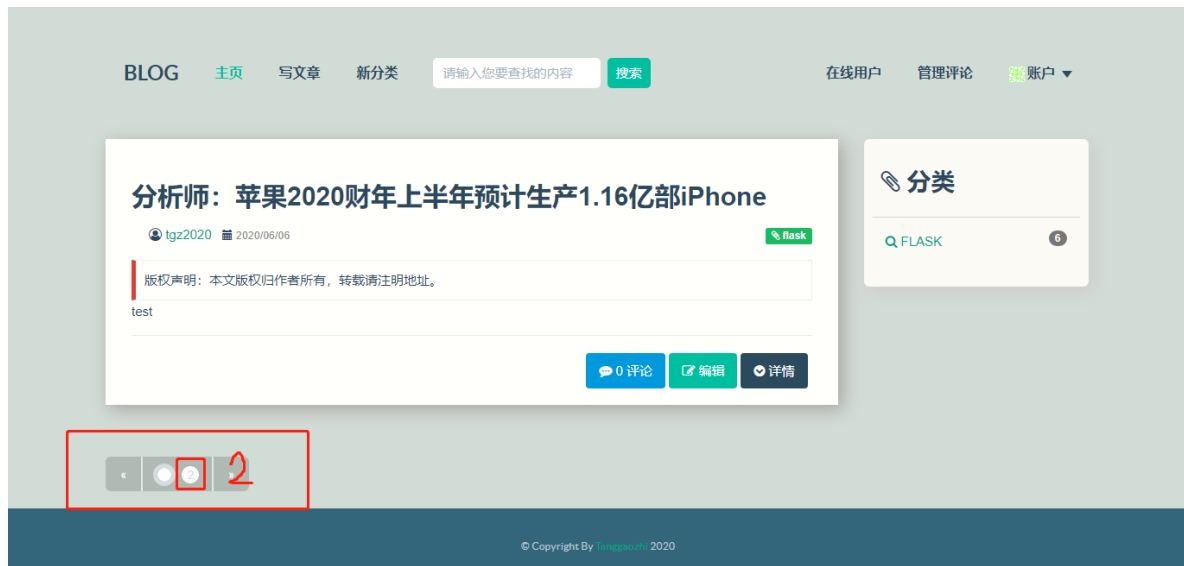 BLOG 主页 写文章 新分类 请输入您要查找的内容 搜索 在线用户 管理评论 账户
分析师：苹果2020财年上半年预计生产1.16亿部iPhone
tgz2020 2020/06/06 flask
版权声明：本文版权归作者所有，转载请注明地址。
test
0 评论 编辑 详情
分类
FLASK 6
« 2 » 2
© Copyright By Tanggaozhi 2020